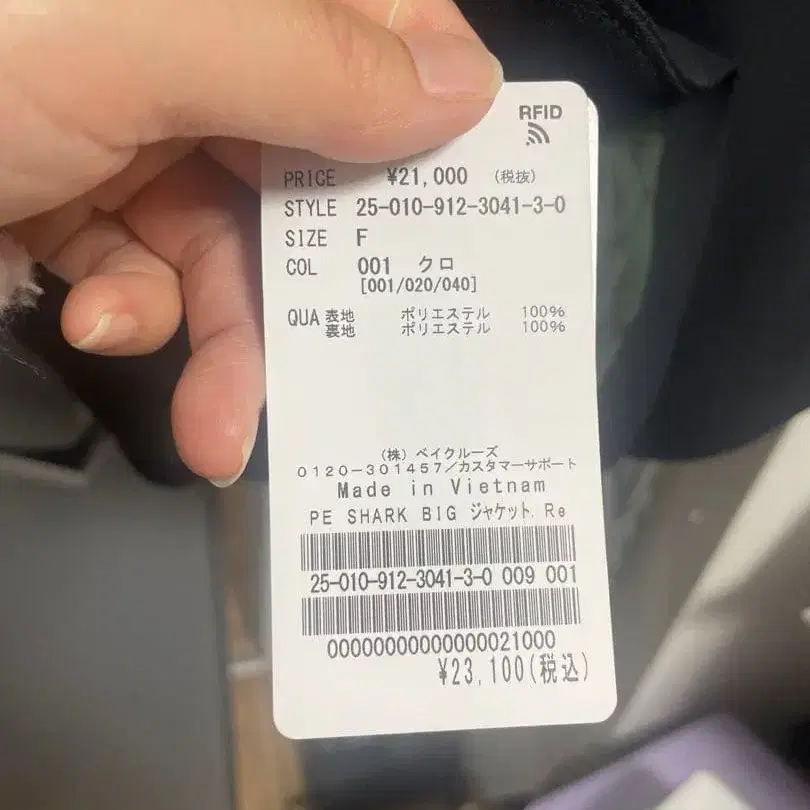 RFID
PRICE ¥21,000 (税抜)
STYLE 25-010-912-3041-3-0
SIZE F
COL 001 クロ
[001/020/040]
QUA 表地 ポリエステル 100%
裏地 ポリエステル 100%
(株) ベイクルーズ
0120-301457/カスタマーサポート
Made in Vietnam
PE SHARK BIG ジャケット Re
25-010-912-3041-3-0 009 001
00000000000000021000
¥23,100(税込)